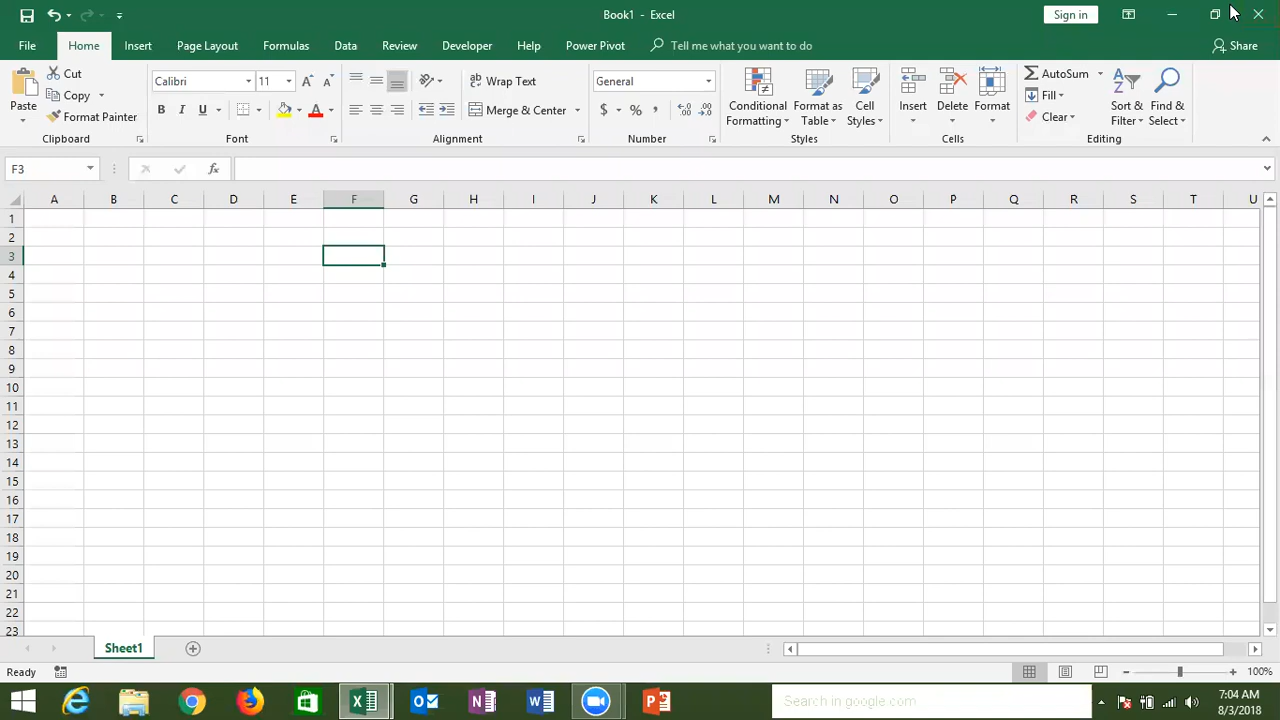 Book1 - Excel
Sign in
File Home Insert Page Layout Formulas Data Review View Developer Help Power Pivot Tell me what you want to do Share
Paste
Cut
Copy
Format Painter
Clipboard
Calibri 11
B I U
Font
Wrap Text
Merge & Center
Alignment
General
$ % ,
Number
Conditional Formatting
Format as Table
Cell Styles
Styles
Insert
Delete
Format
Cells
AutoSum
Fill
Clear
Sort & Filter
Find & Select
Editing
F3
fx
A B C D E F G H I J K L M N O P Q R S T U
1
2
3
4
5
6
7
8
9
10
11
12
13
14
15
16
17
18
19
20
21
22
23
Sheet1
Ready
100%
Search in google.com
7:04 AM
8/3/2018